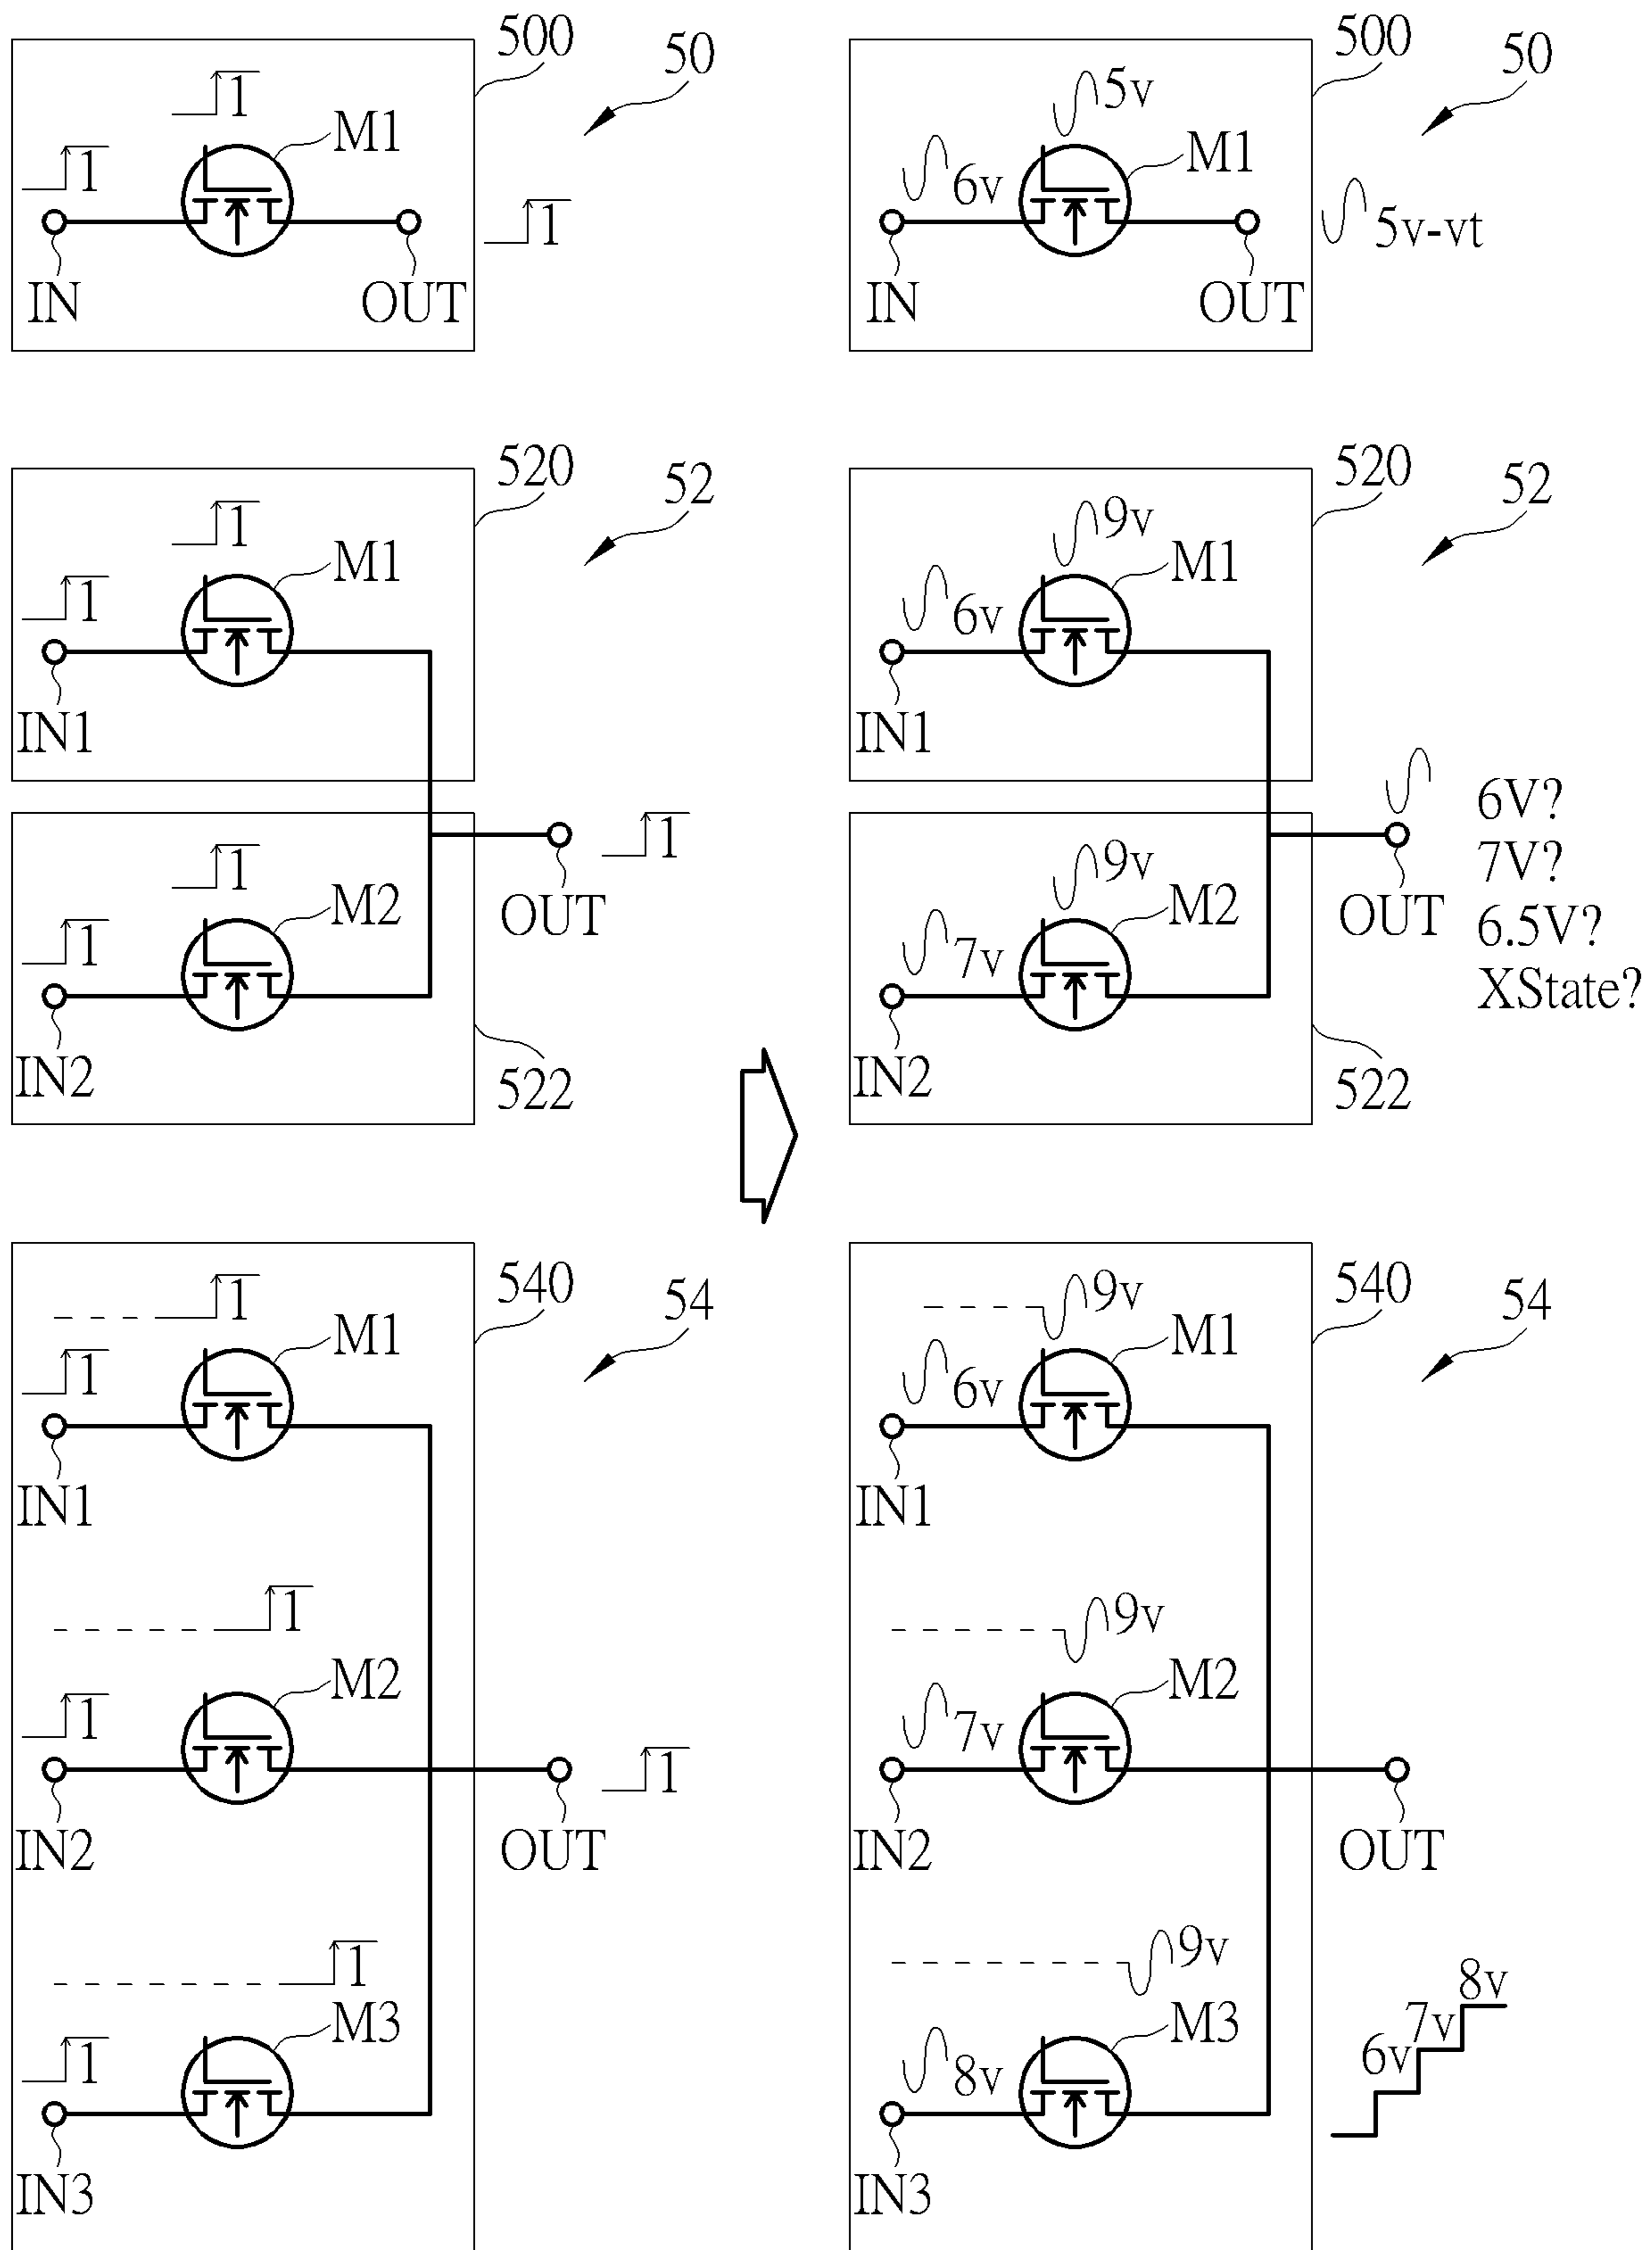 500
50
1
M1
1
1
IN
OUT
500
50
5v
M1
6v
5v-vt
IN
OUT
520
52
1
M1
1
IN1
1
M2
1
1
OUT
IN2
522
520
52
9v
M1
6v
IN1
9v
M2
7v
6V?
7V?
6.5V?
XState?
OUT
IN2
522
540
54
1
M1
1
IN1
1
M2
1
1
IN2
OUT
1
M3
1
IN3
540
54
9v
M1
6v
IN1
9v
M2
7v
IN2
OUT
9v
M3
8v
IN3
8v
7v
6v